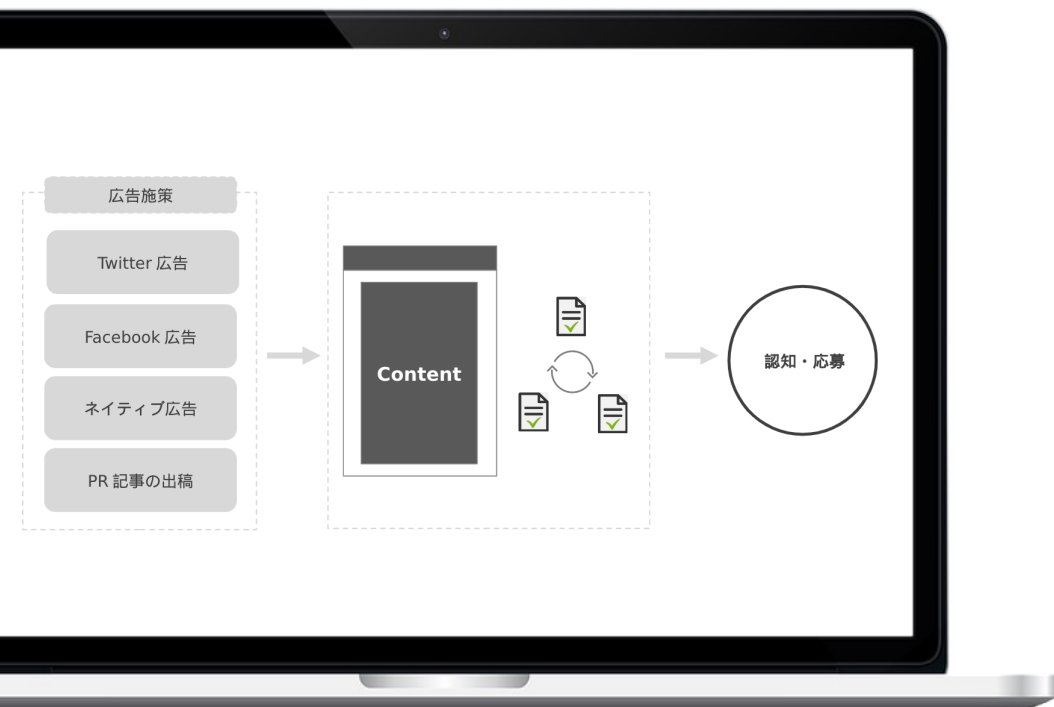 広告施策
Twitter 広告
Facebook 広告
ネイティブ広告
PR 記事の出稿
Content
認知・応募